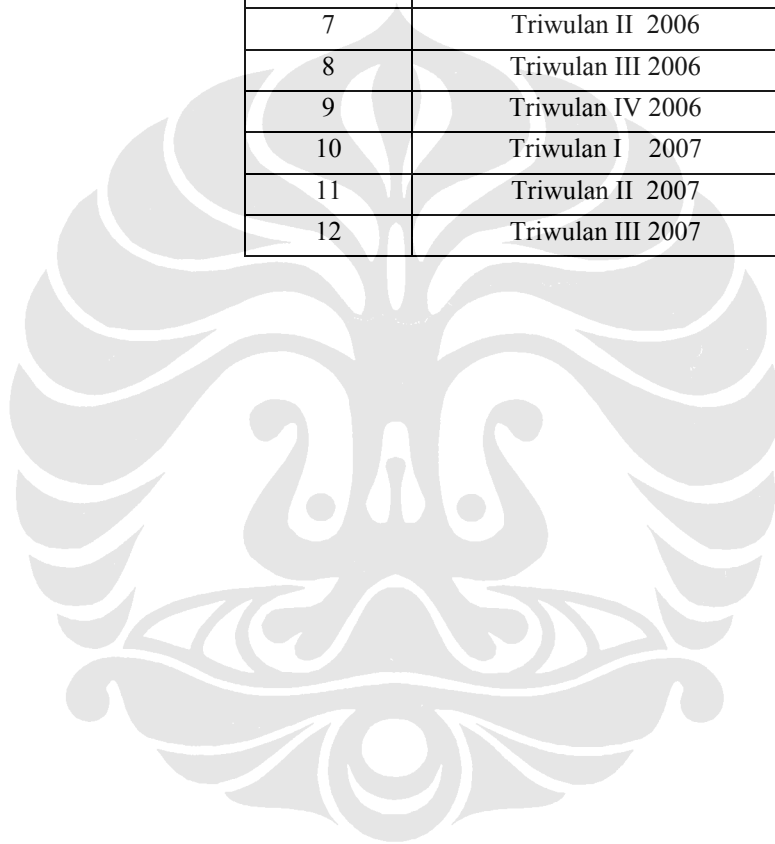 7 Triwulan II 2006
8 Triwulan III 2006
9 Triwulan IV 2006
10 Triwulan I 2007
11 Triwulan II 2007
12 Triwulan III 2007